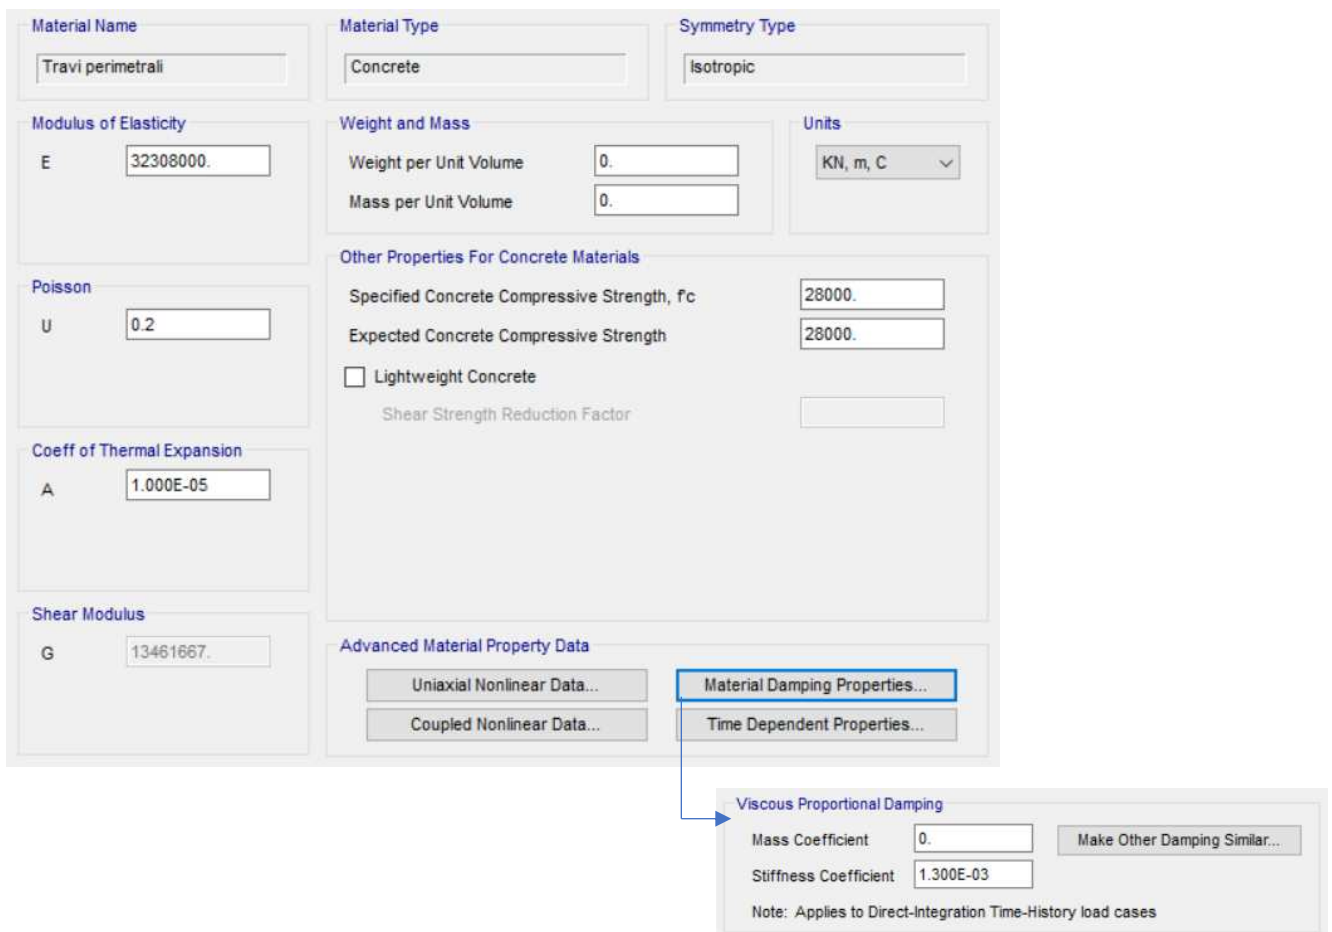 Material Name
Travi perimetrali
Material Type
Concrete
Symmetry Type
Isotropic
Modulus of Elasticity
E 32308000.
Weight and Mass
Weight per Unit Volume 0.
Mass per Unit Volume 0.
Units
KN, m, C
Poisson
U 0.2
Other Properties For Concrete Materials
Specified Concrete Compressive Strength, f'c 28000.
Expected Concrete Compressive Strength 28000.
Lightweight Concrete
Shear Strength Reduction Factor
Coeff of Thermal Expansion
A 1.000E-05
Shear Modulus
G 13461667.
Advanced Material Property Data
Uniaxial Nonlinear Data... Material Damping Properties...
Coupled Nonlinear Data... Time Dependent Properties...
Viscous Proportional Damping
Mass Coefficient 0. Make Other Damping Similar...
Stiffness Coefficient 1.300E-03
Note: Applies to Direct-Integration Time-History load cases